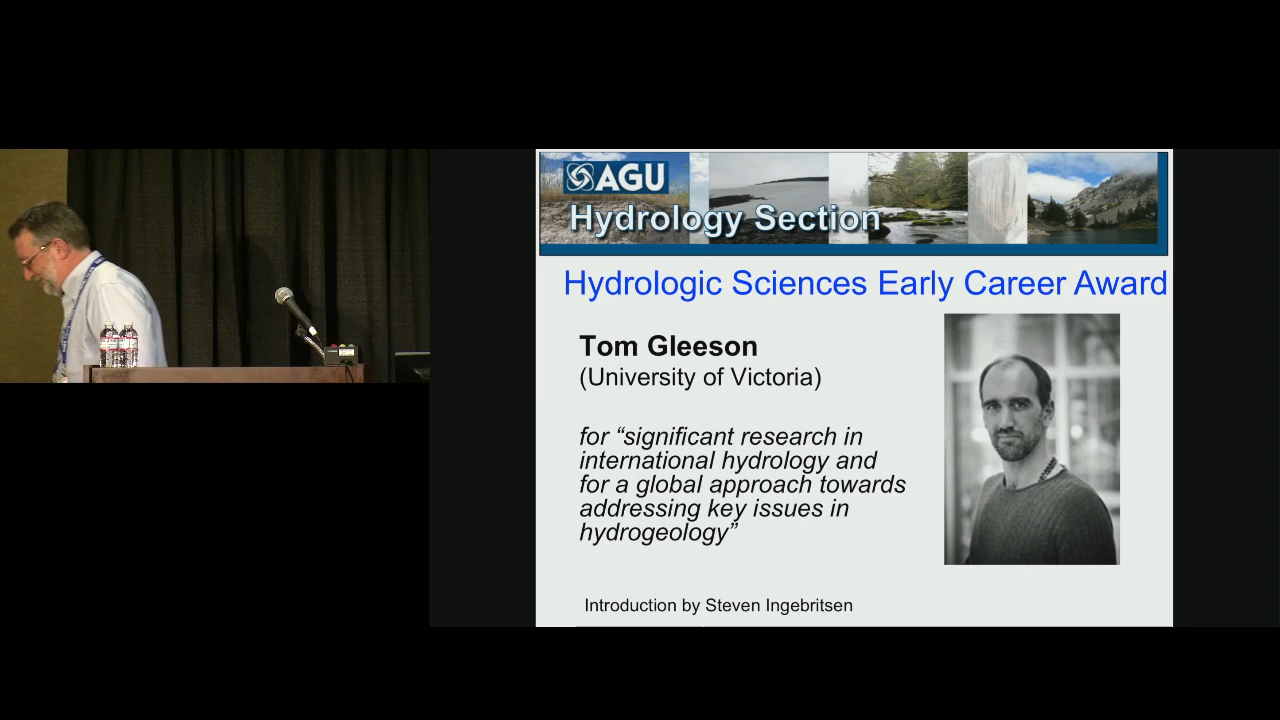 AGU
Hydrology Section
Hydrologic Sciences Early Career Award
Tom Gleeson
(University of Victoria)
for “significant research in
international hydrology and
for a global approach towards
addressing key issues in
hydrogeology”
Introduction by Steven Ingebritsen